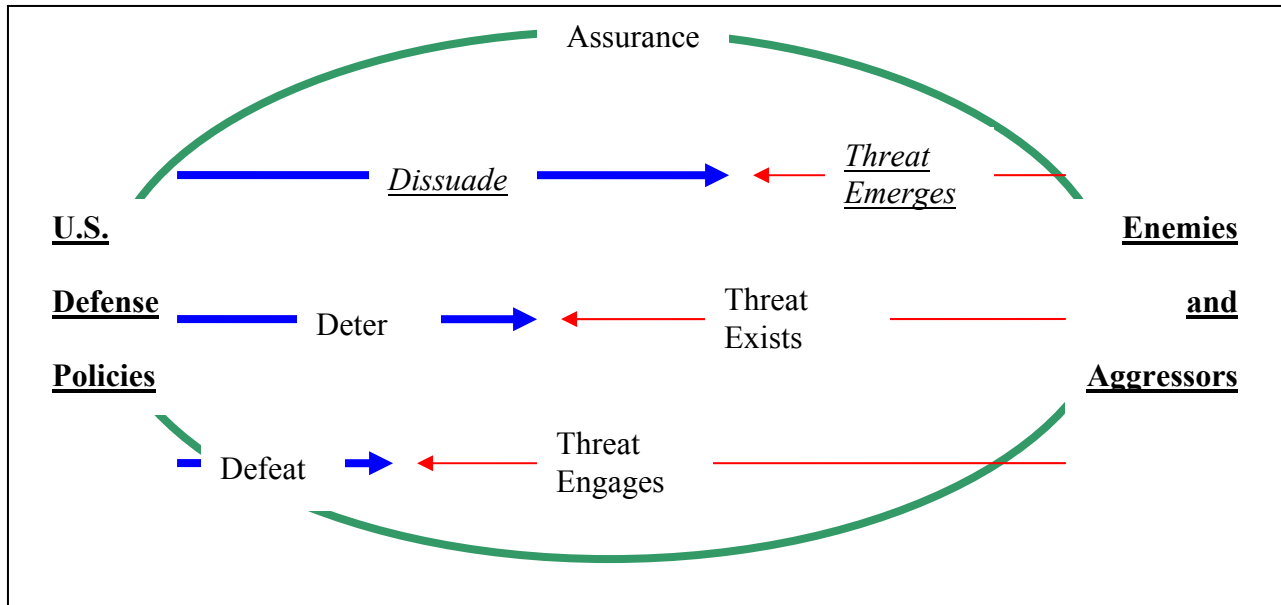 Assurance
Dissuade
Threat
Emerges
U.S.
Defense
Policies
Enemies
and
Aggressors
Deter
Threat
Exists
Defeat
Threat
Engages